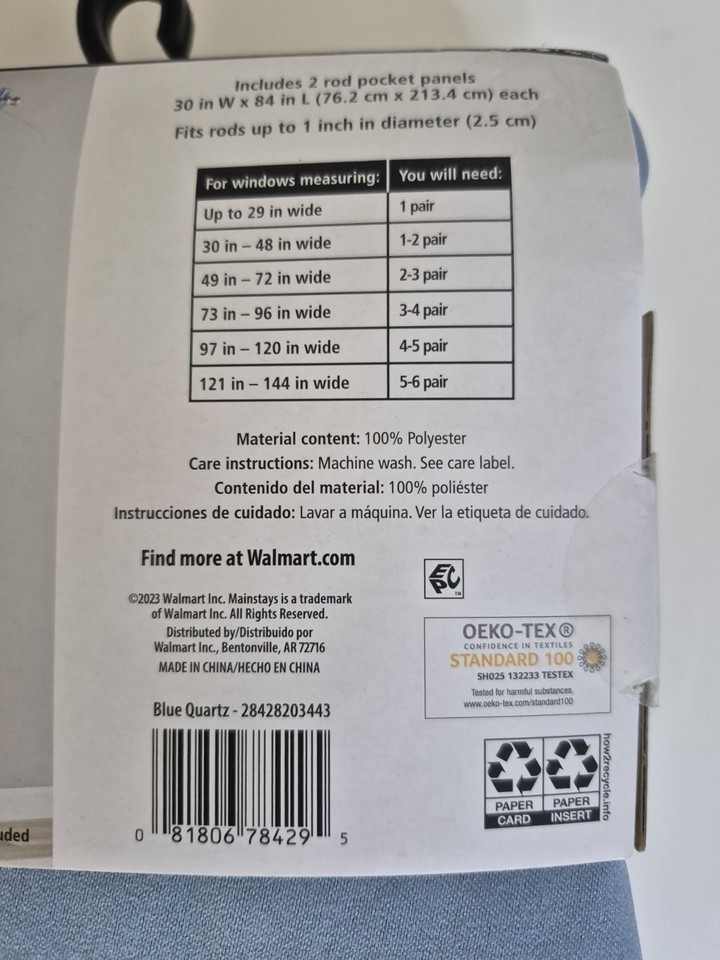 Includes 2 rod pocket panels
30 in W x 84 in L (76.2 cm x 213.4 cm) each
Fits rods up to 1 inch in diameter (2.5 cm)
For windows measuring: You will need:
Up to 29 in wide 1 pair
30 in – 48 in wide 1-2 pair
49 in – 72 in wide 2-3 pair
73 in – 96 in wide 3-4 pair
97 in – 120 in wide 4-5 pair
121 in – 144 in wide 5-6 pair
Material content: 100% Polyester
Care instructions: Machine wash. See care label.
Contenido del material: 100% poliéster
Instrucciones de cuidado: Lavar a máquina. Ver la etiqueta de cuidado.
Find more at Walmart.com
©2023 Walmart Inc. Mainstays is a trademark
of Walmart Inc. All Rights Reserved.
Distributed by/Distribuido por
Walmart Inc., Bentonville, AR 72716
MADE IN CHINA/HECHO EN CHINA
EPC™
OEKO-TEX®
CONFIDENCE IN TEXTILES
STANDARD 100
SH025 132233 TESTEX
Tested for harmful substances.
www.oeko-tex.com/standard100
Blue Quartz - 28428203443
0 81806 78429 5
PAPER PAPER
CARD INSERT
how2recycle.info
uded